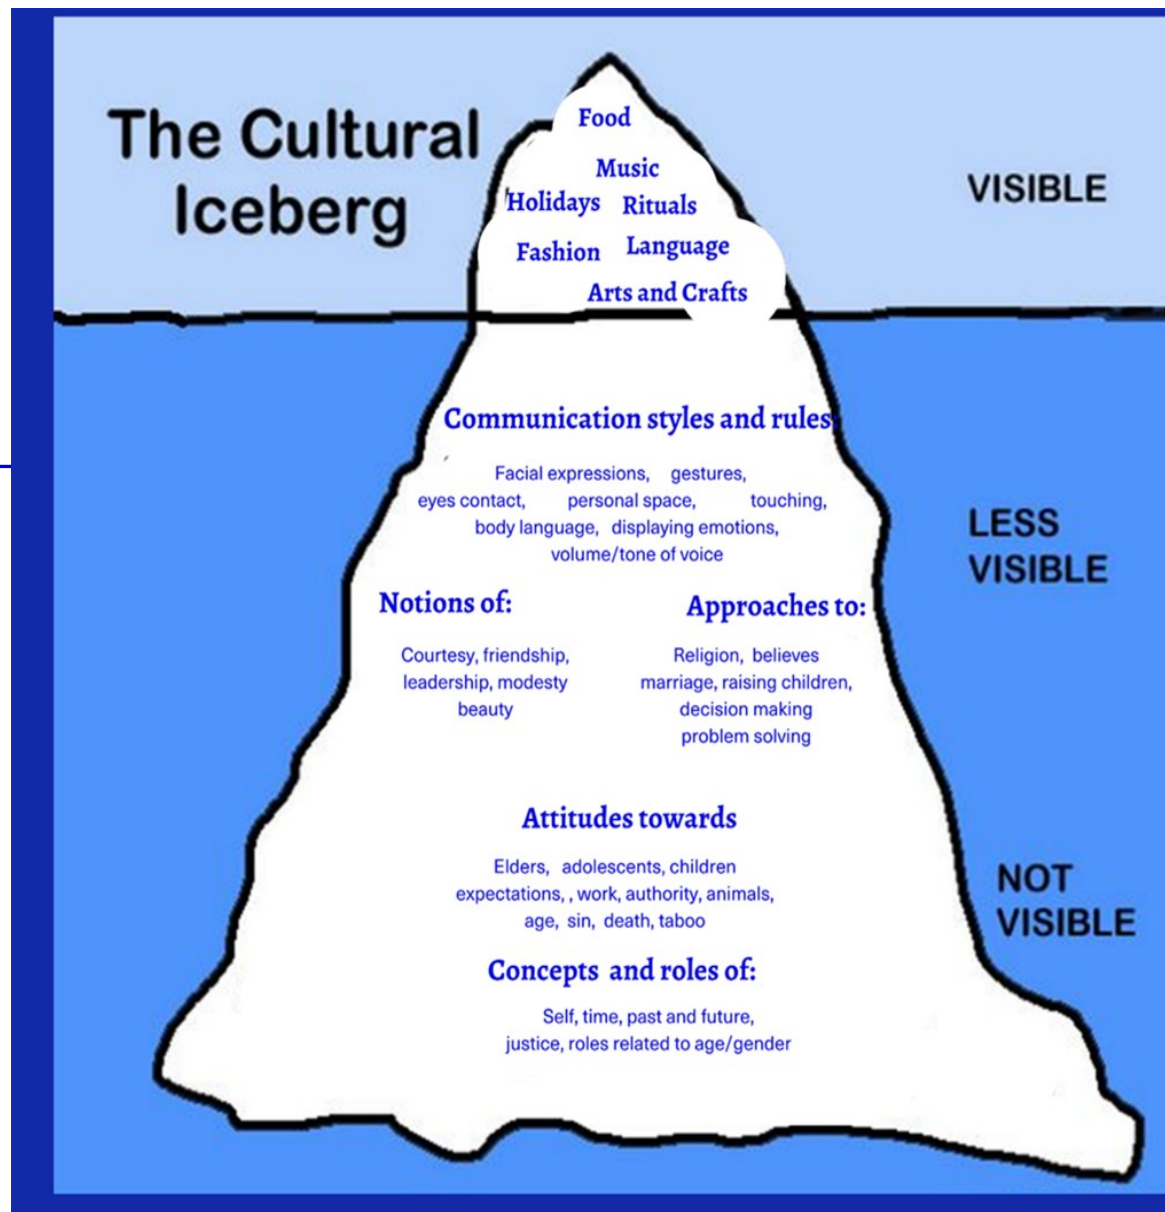 The Cultural
Iceberg
VISIBLE
Food
Music
Holidays Rituals
Fashion Language
Arts and Crafts
Communication styles and rules:
Facial expressions, gestures,
eyes contact, personal space, touching,
body language, displaying emotions,
volume/tone of voice
LESS
VISIBLE
Notions of:
Courtesy, friendship,
leadership, modesty
beauty
Approaches to:
Religion, believes
marriage, raising children,
decision making
problem solving
Attitudes towards
Elders, adolescents, children
expectations, , work, authority, animals,
age, sin, death, taboo
NOT
VISIBLE
Concepts and roles of:
Self, time, past and future,
justice, roles related to age/gender